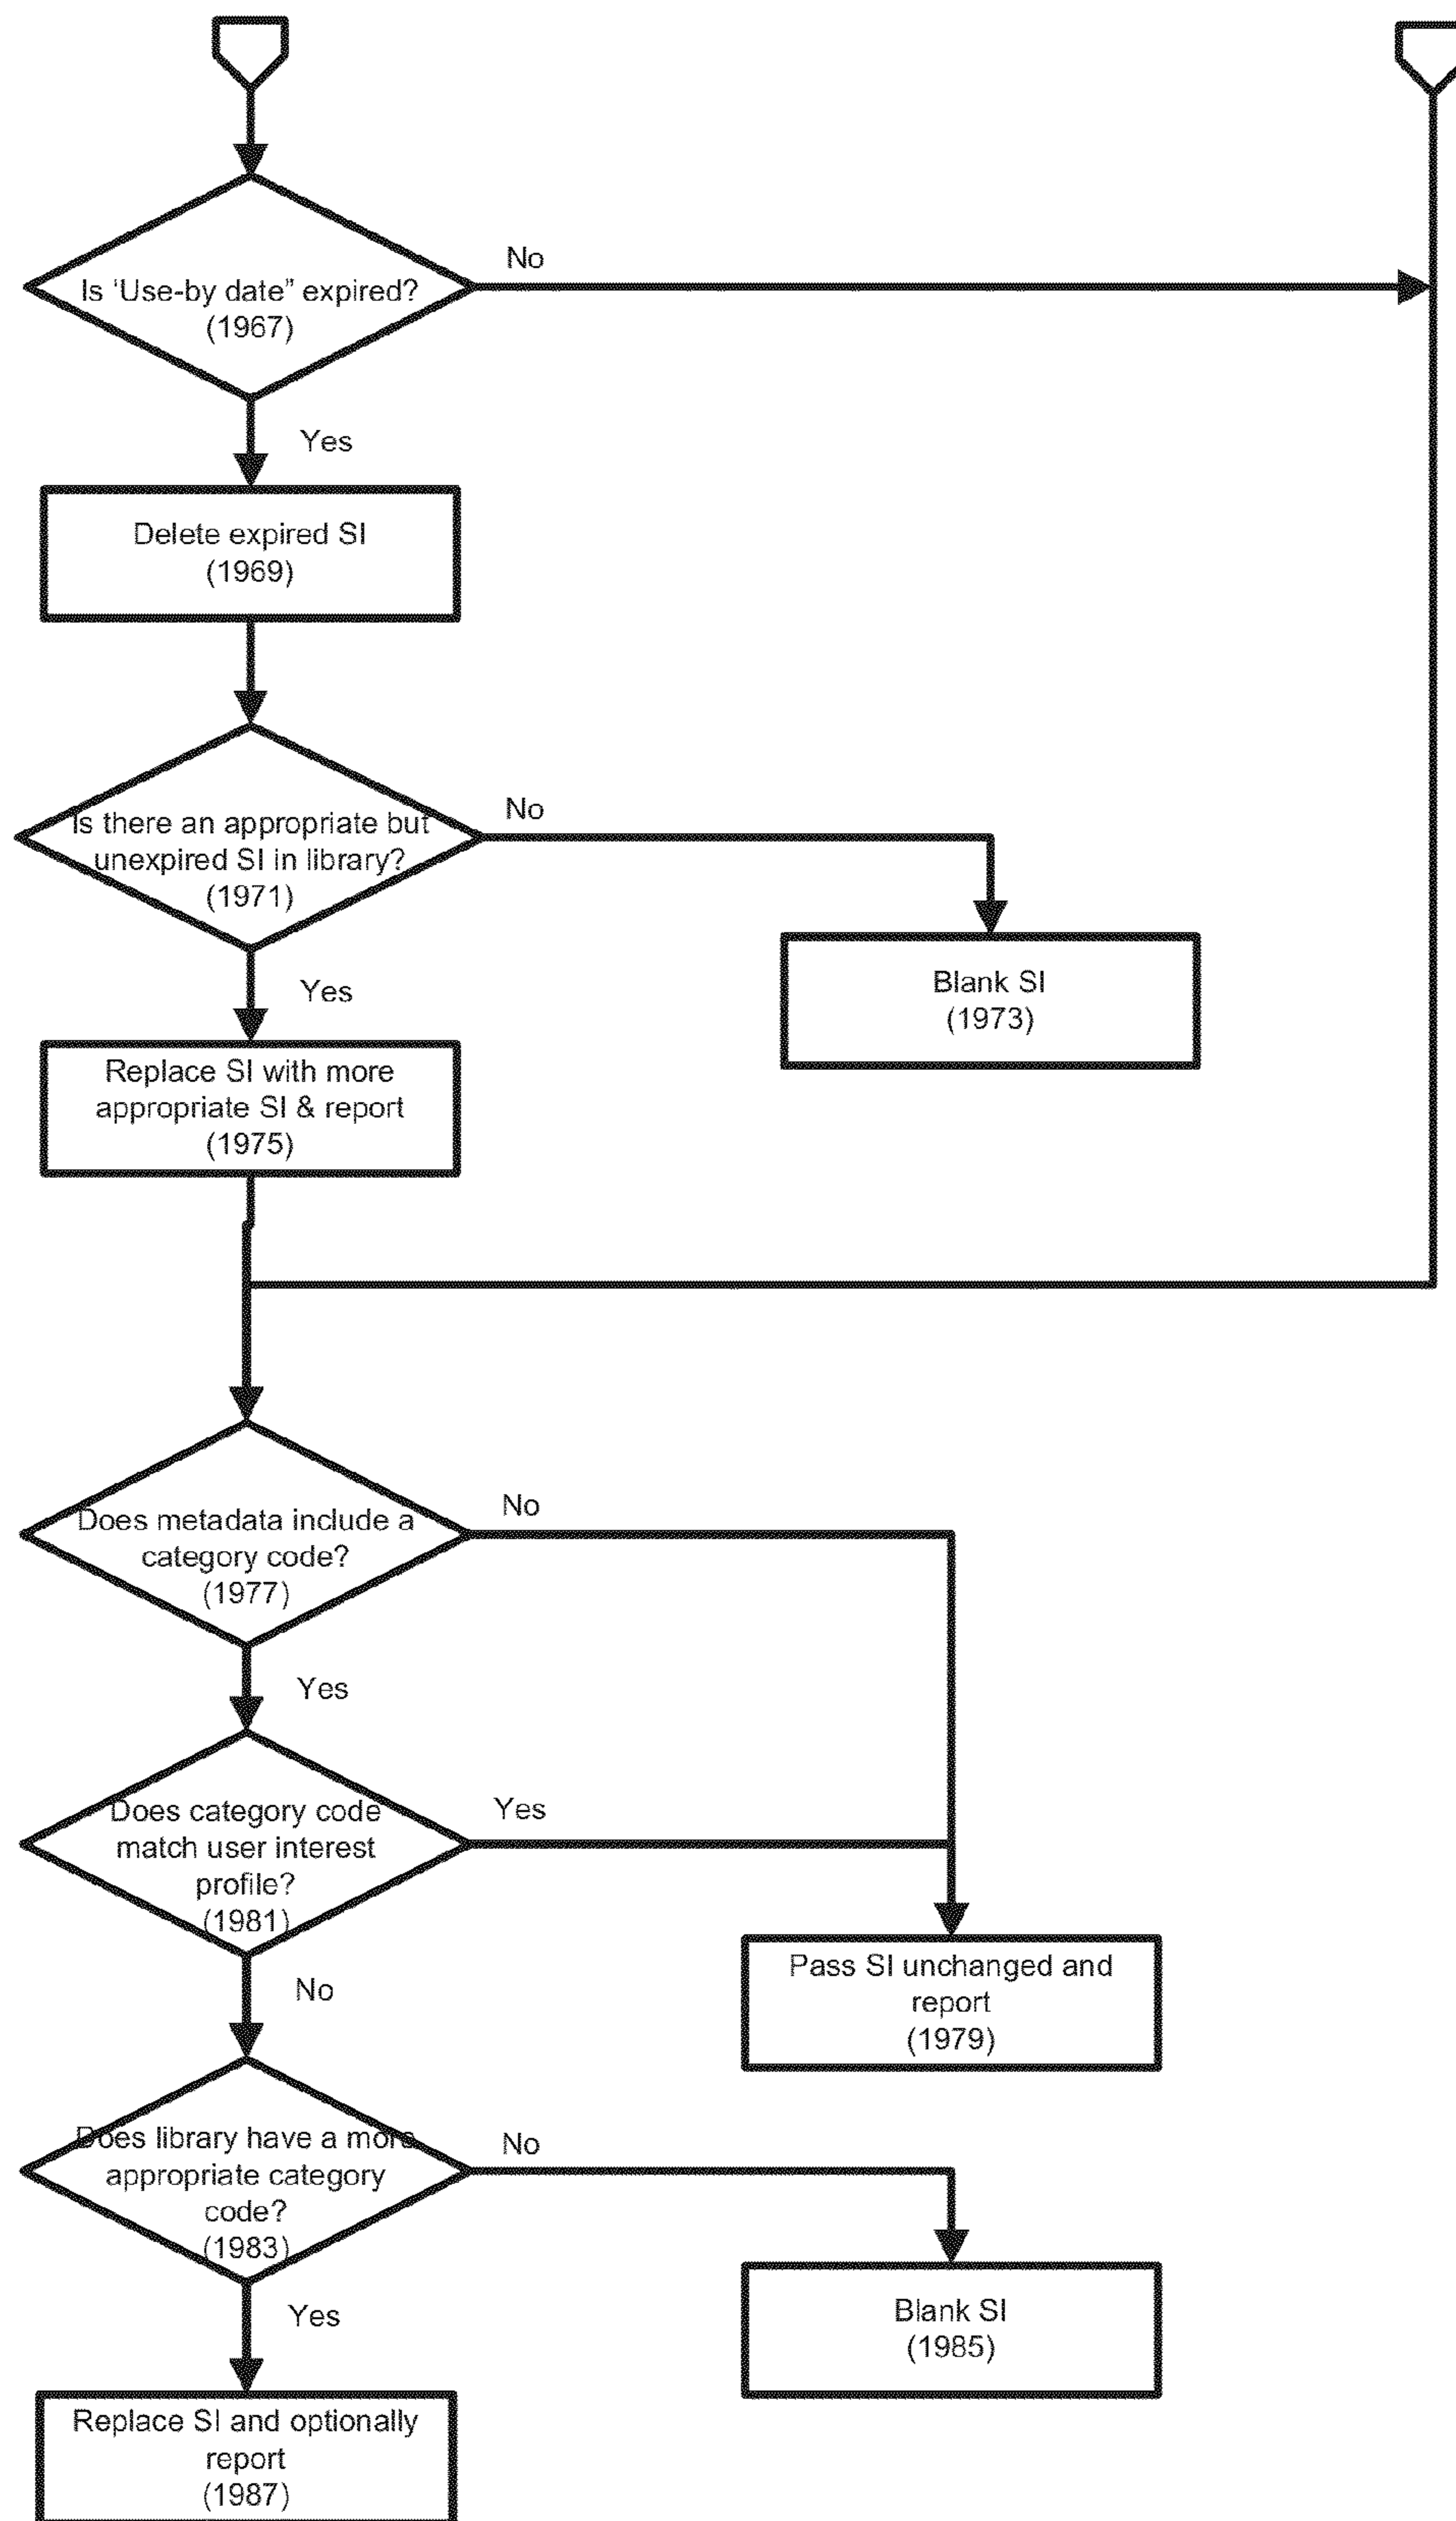 No
Is ‘Use-by date” expired?
(1967)
Yes
Delete expired SI
(1969)
No
Is there an appropriate but
unexpired SI in library?
(1971)
Blank SI
(1973)
Yes
Replace SI with more
appropriate SI & report
(1975)
No
Does metadata include a
category code?
(1977)
Yes
Does category code
match user interest
profile?
(1981)
Yes
Pass SI unchanged and
report
(1979)
No
Does library have a more
appropriate category
code?
(1983)
No
Blank SI
(1985)
Yes
Replace SI and optionally
report
(1987)